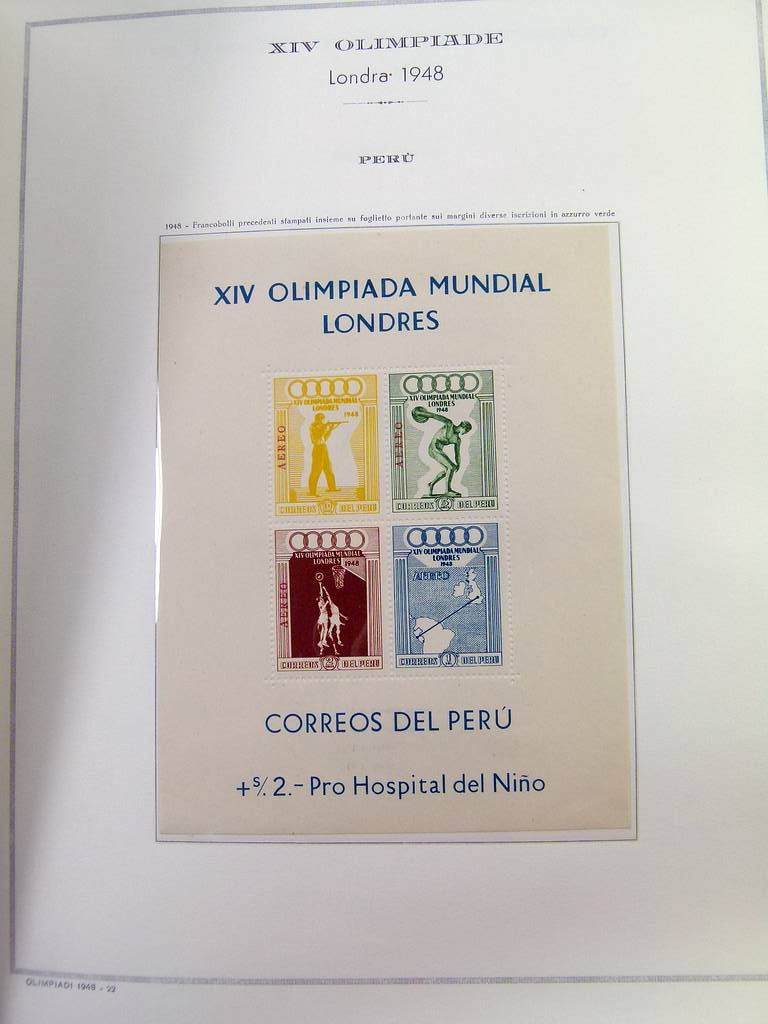 XIV OLIMPIADE
Londra· 1948
PERÙ
1948 - Francobolli precedenti stampati insieme su foglietto portante sui margini diverse iscrizioni in azzurro verde
XIV OLIMPIADA MUNDIAL
LONDRES
XIV OLIMPIADA MUNDIAL
LONDRES
1948
AEREO
CORREOS DEL PERU
XIV OLIMPIADA MUNDIAL
LONDRES
1948
AEREO
CORREOS 5 DEL PERU
XIV OLIMPIADA MUNDIAL
LONDRES
1948
AEREO
CORREOS 2 DEL PERU
XIV OLIMPIADA MUNDIAL
LONDRES
1948
AEREO
CORREOS 1 DEL PERU
CORREOS DEL PERÚ
+S/. 2.- Pro Hospital del Niño
OLIMPIADI 1948 - 22